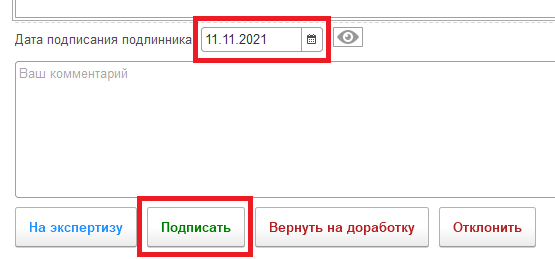 Дата подписания подлинника 11.11.2021
Ваш комментарий
На экспертизу Подписать Вернуть на доработку Отклонить